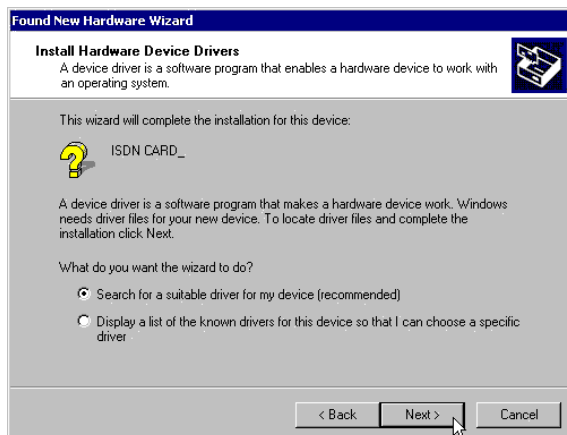 Found New Hardware Wizard
Install Hardware Device Drivers
A device driver is a software program that enables a hardware device to work with
an operating system.
This wizard will complete the installation for this device:
ISDN CARD_
A device driver is a software program that makes a hardware device work. Windows
needs driver files for your new device. To locate driver files and complete the
installation click Next.
What do you want the wizard to do?
Search for a suitable driver for my device (recommended)
Display a list of the known drivers for this device so that I can choose a specific
driver
< Back Next > Cancel